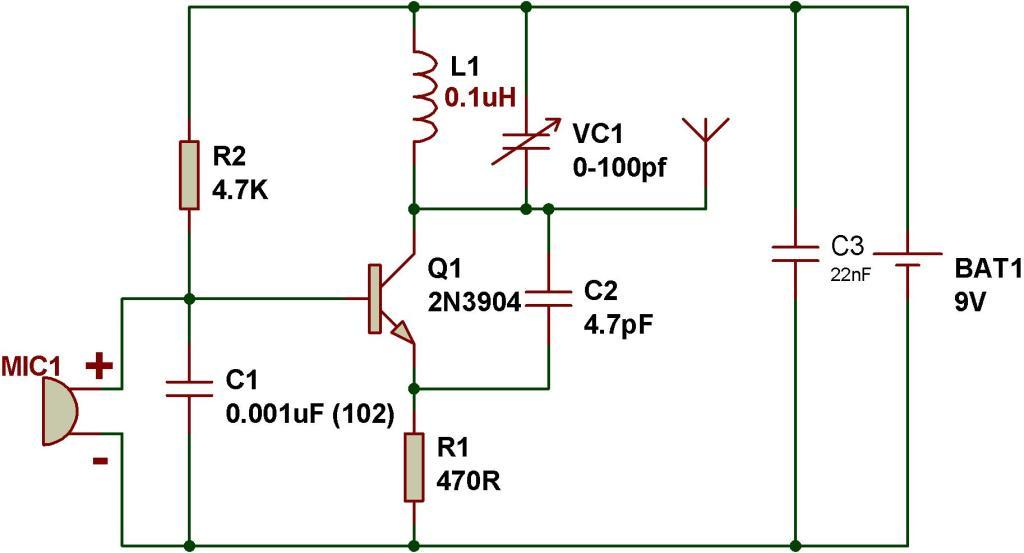 L1
0.1uH
VC1
0-100pf
R2
4.7K
Q1
2N3904
C2
4.7pF
C3
22nF
BAT1
9V
MIC1
+
-
C1
0.001uF (102)
R1
470R